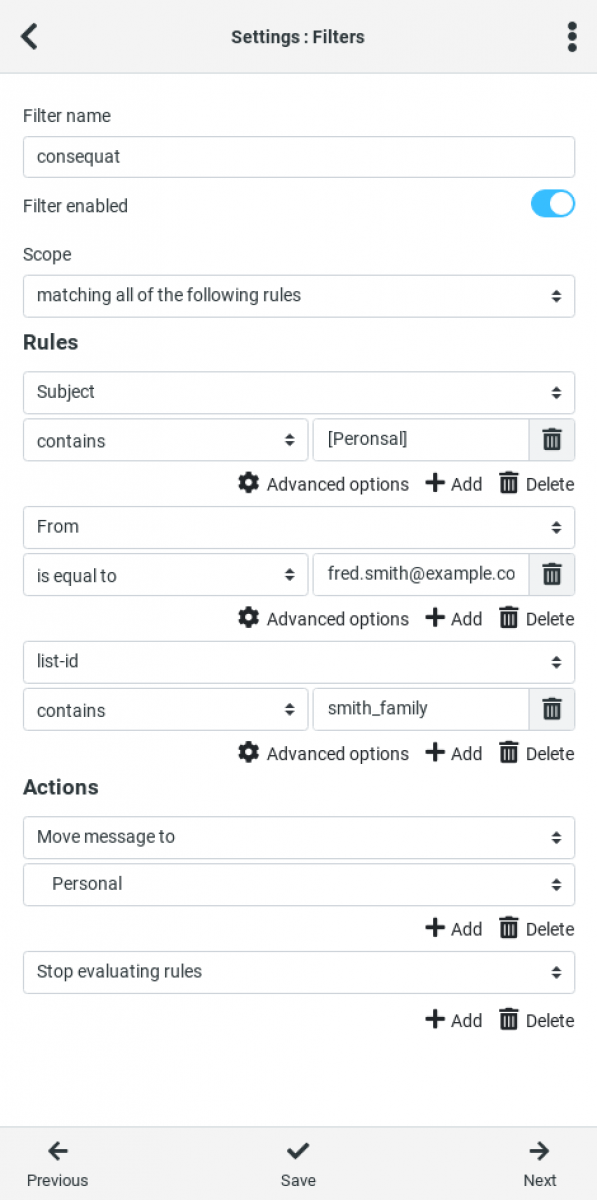 Settings : Filters
Filter name
consequat
Filter enabled
Scope
matching all of the following rules
Rules
Subject
contains [Peronsal]
Advanced options Add Delete
From
is equal to fred.smith@example.co
Advanced options Add Delete
list-id
contains smith_family
Advanced options Add Delete
Actions
Move message to
Personal
Add Delete
Stop evaluating rules
Add Delete
Previous Save Next